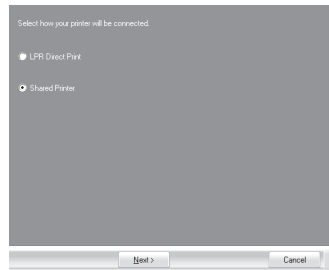 Select how your printer will be connected.
LPR Direct Print
Shared Printer
Next >
Cancel